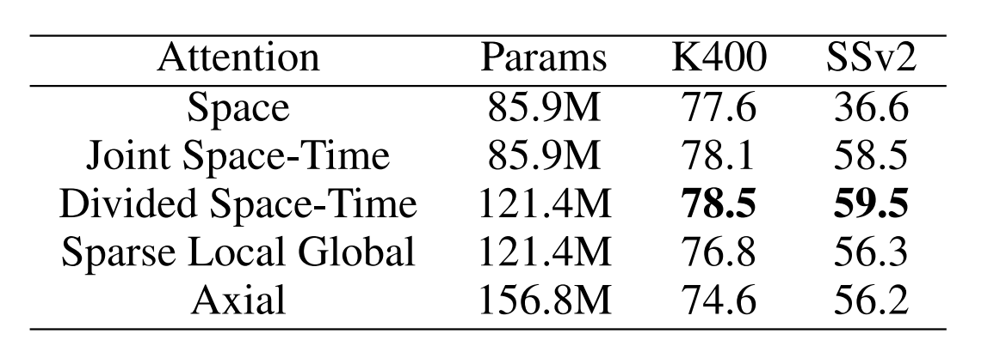 Attention Params K400 SSv2
Space 85.9M 77.6 36.6
Joint Space-Time 85.9M 78.1 58.5
Divided Space-Time 121.4M 78.5 59.5
Sparse Local Global 121.4M 76.8 56.3
Axial 156.8M 74.6 56.2